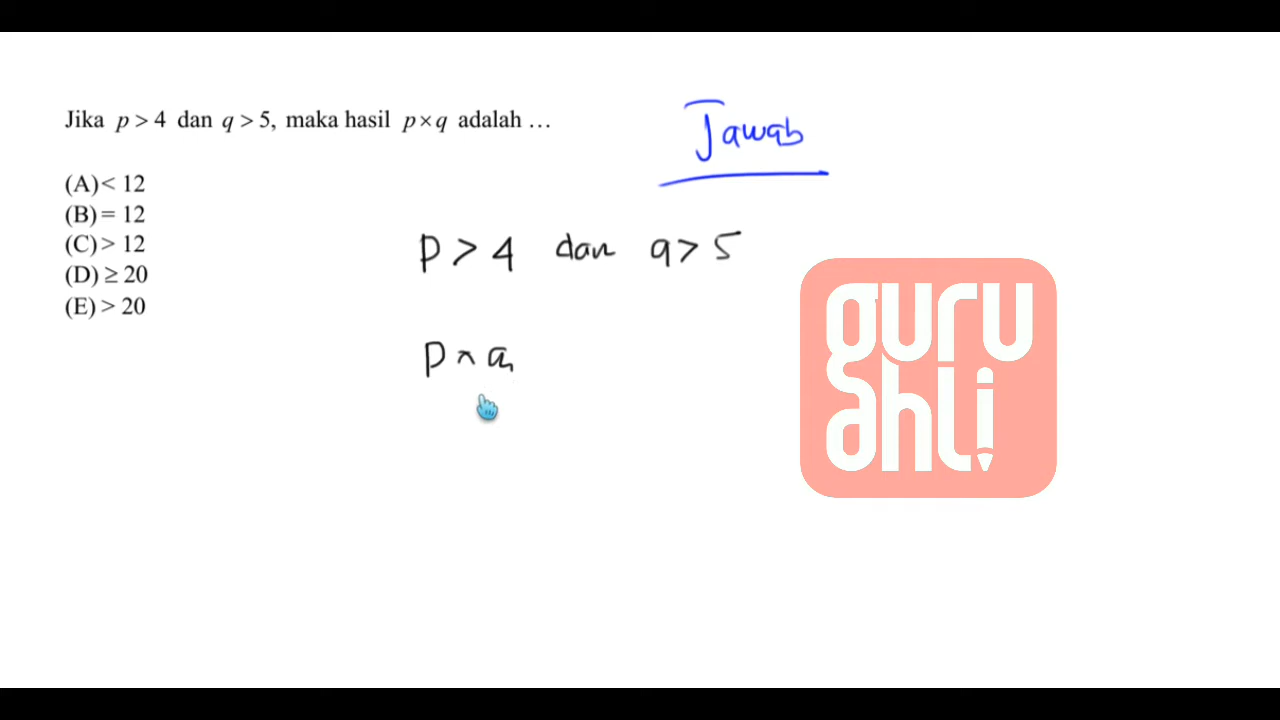 Jika p > 4 dan q > 5, maka hasil p × q adalah …
(A) < 12
(B) = 12
(C) > 12
(D) ≥ 20
(E) > 20
Jawab
p > 4 dan q > 5
p × q
guru
ahli